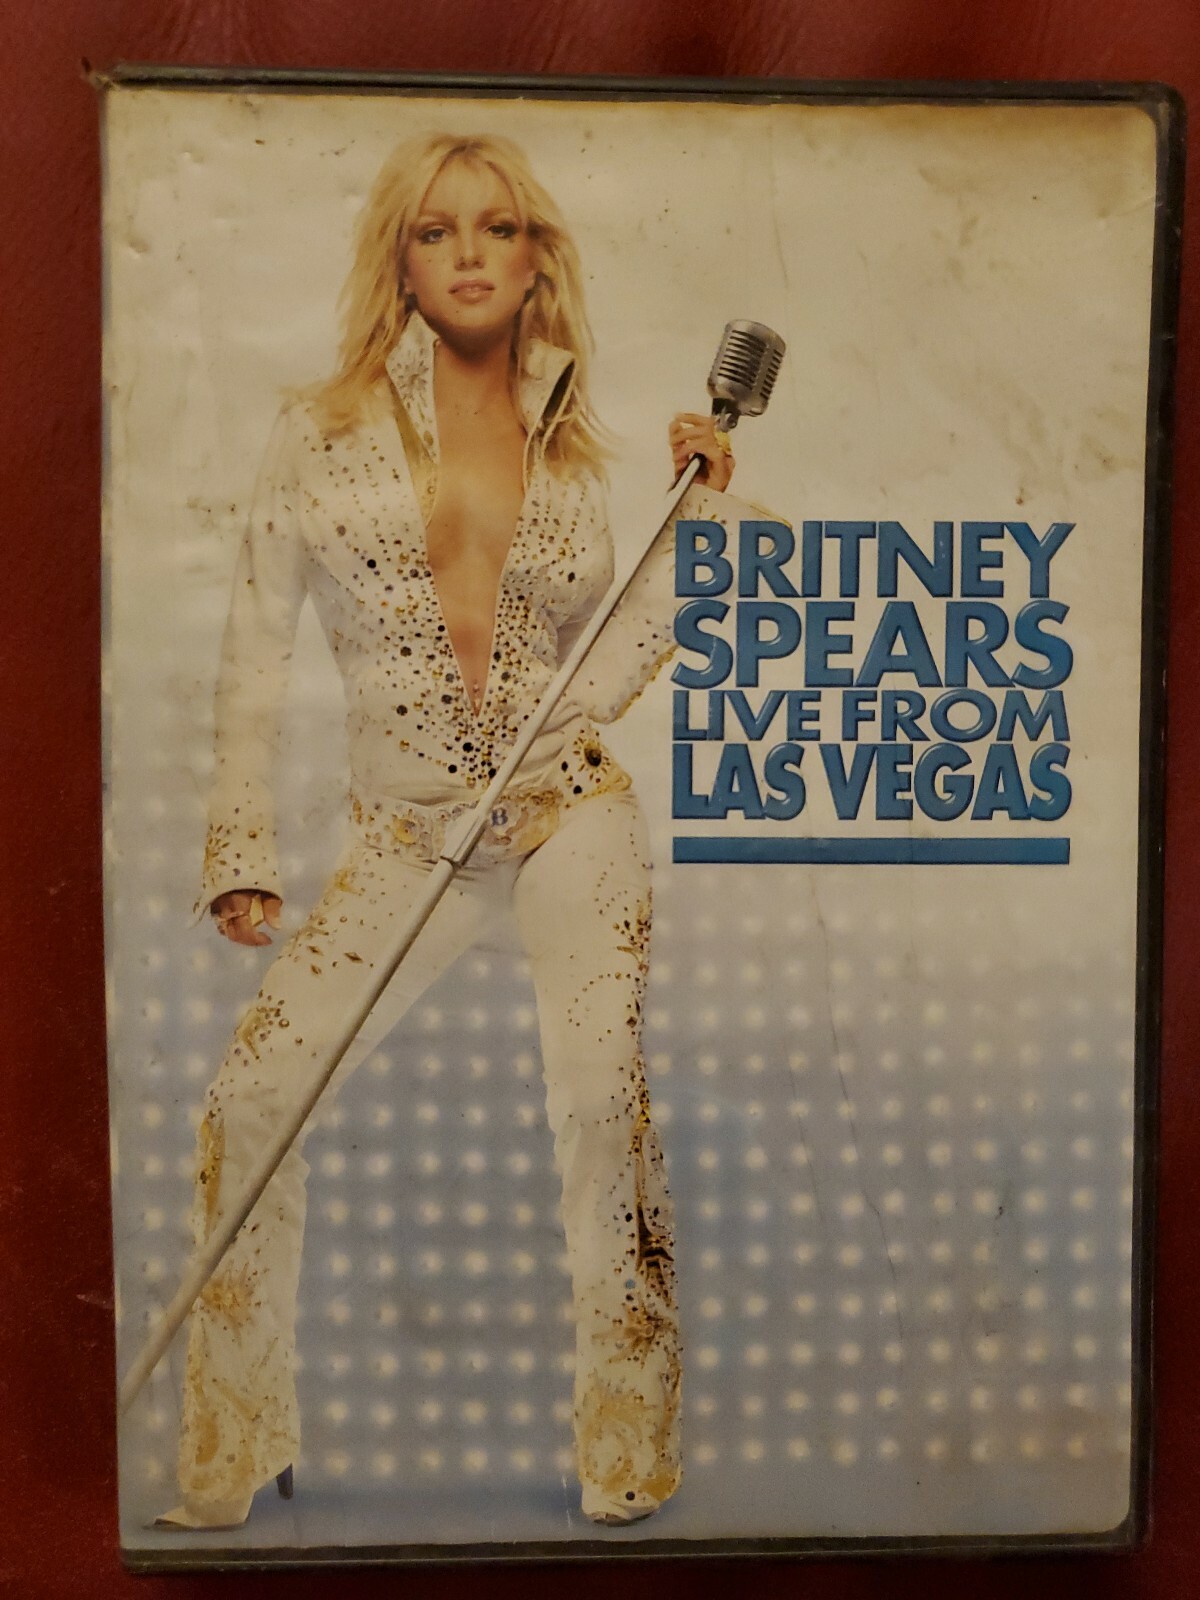 BRITNEY
SPEARS
LIVE FROM
LAS VEGAS
B